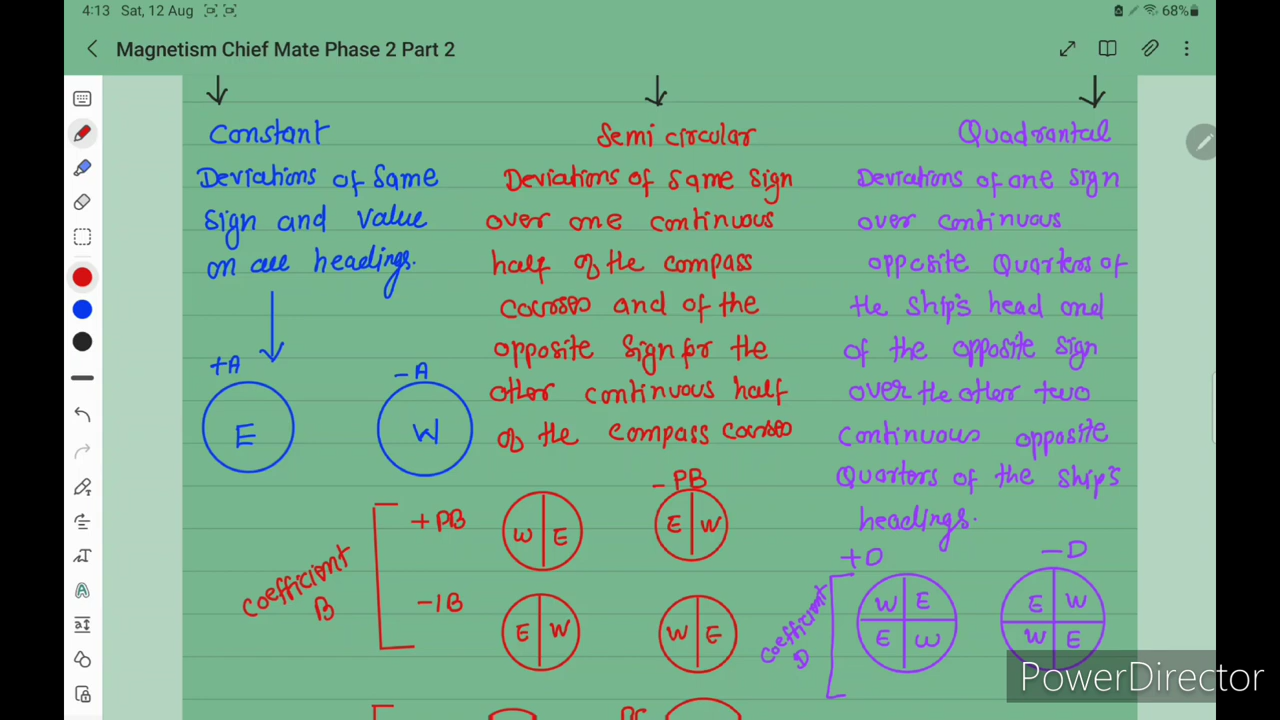 4:13 Sat, 12 Aug
68%
Magnetism Chief Mate Phase 2 Part 2
Constant
Deviations of Same
Sign and Value
on all headings.
+A
-A
E
W
Semi circular
Deviations of Same Sign
over one continuous
half of the compass
courses and of the
opposite Sign for the
other continuous half
of the compass courses
Coefficient
B
+PB
W E
-PB
E W
-1B
E W
W E
Quadrantal
Deviations of one sign
over continuous
opposite Quarters of
the ship's head and
of the opposite sign
over the other two
continuous opposite
Quarters of the ship's
headings.
Coefficient
D
+D
W E
E W
-D
E W
W E
PowerDirector